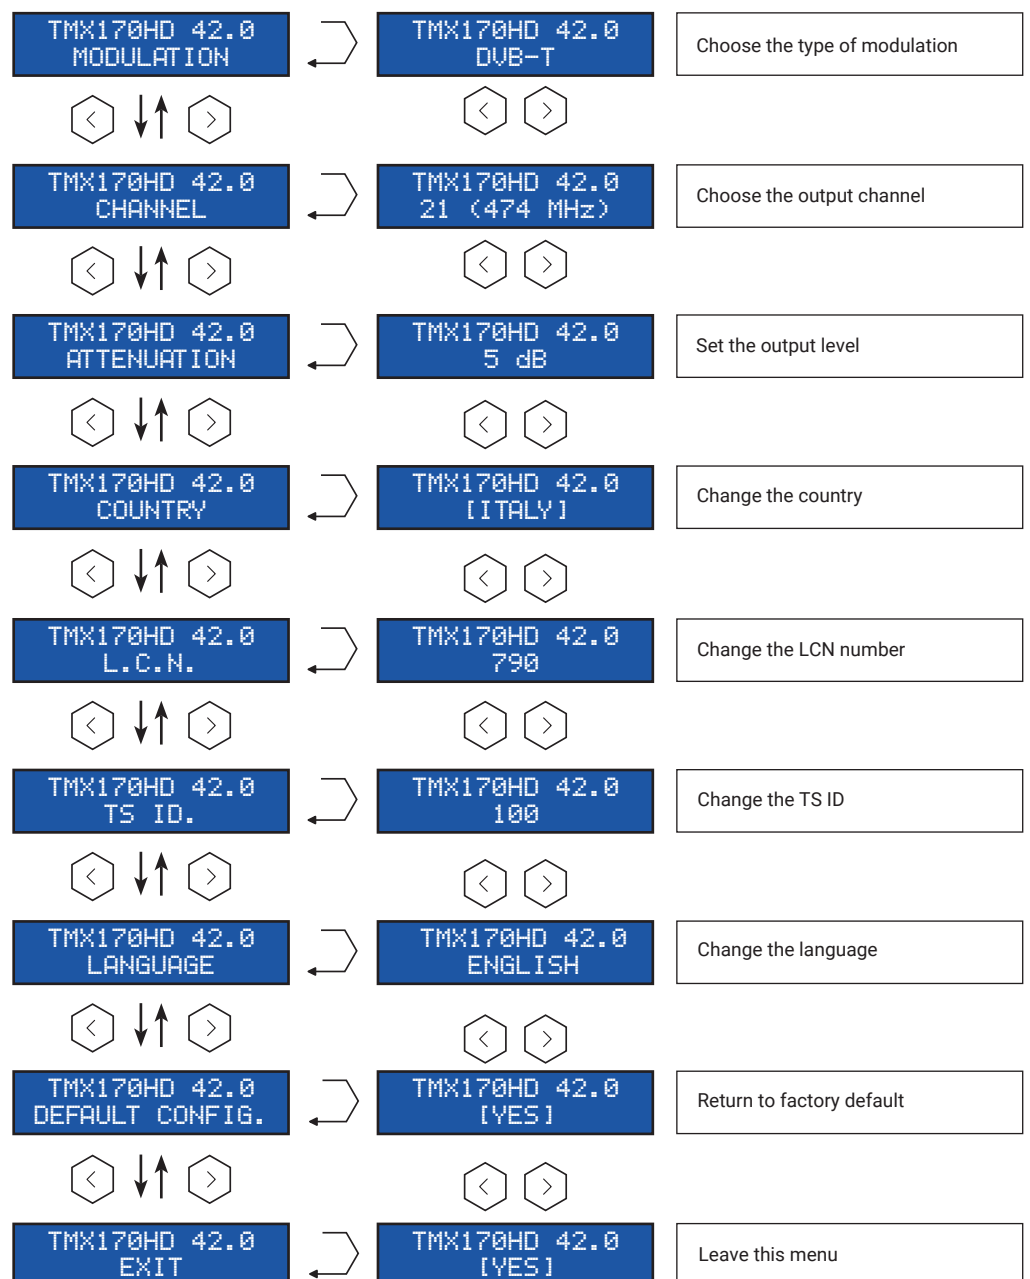 TMX170HD 42.0
MODULATION
TMX170HD 42.0
DVB-T
Choose the type of modulation
TMX170HD 42.0
CHANNEL
TMX170HD 42.0
21 (474 MHz)
Choose the output channel
TMX170HD 42.0
ATTENUATION
TMX170HD 42.0
5 dB
Set the output level
TMX170HD 42.0
COUNTRY
TMX170HD 42.0
[ITALY]
Change the country
TMX170HD 42.0
L.C.N.
TMX170HD 42.0
790
Change the LCN number
TMX170HD 42.0
TS ID.
TMX170HD 42.0
100
Change the TS ID
TMX170HD 42.0
LANGUAGE
TMX170HD 42.0
ENGLISH
Change the language
TMX170HD 42.0
DEFAULT CONFIG.
TMX170HD 42.0
[YES]
Return to factory default
TMX170HD 42.0
EXIT
TMX170HD 42.0
[YES]
Leave this menu